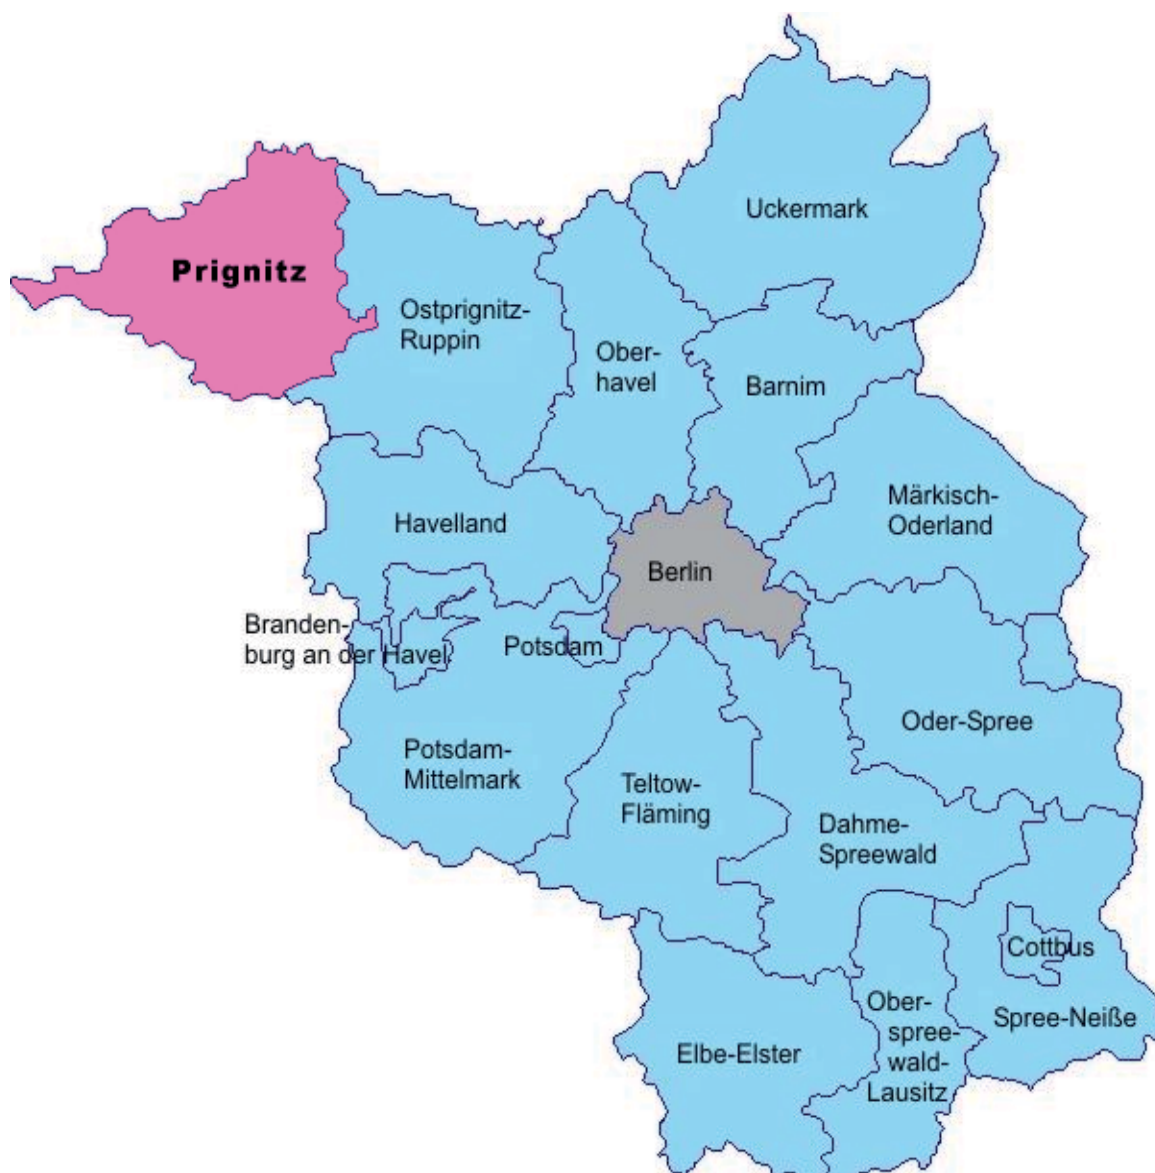 Uckermark
Prignitz
Ostprignitz-
Ruppin
Ober-
havel
Barnim
Märkisch-
Oderland
Havelland
Berlin
Branden-
burg an der Havel
Potsdam
Oder-Spree
Potsdam-
Mittelmark
Teltow-
Fläming
Dahme-
Spreewald
Cottbus
Ober-
spree-
wald-
Lausitz
Spree-Neiße
Elbe-Elster